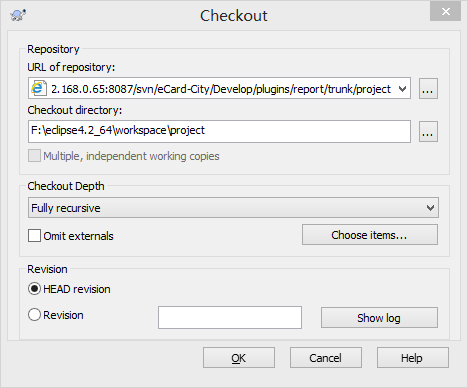 Checkout
Repository
URL of repository:
2.168.0.65:8087/svn/eCard-City/Develop/plugins/report/trunk/project
...
Checkout directory:
F:\eclipse4.2_64\workspace\project
...
Multiple, independent working copies
Checkout Depth
Fully recursive
Omit externals
Choose items...
Revision
HEAD revision
Revision
Show log
OK
Cancel
Help